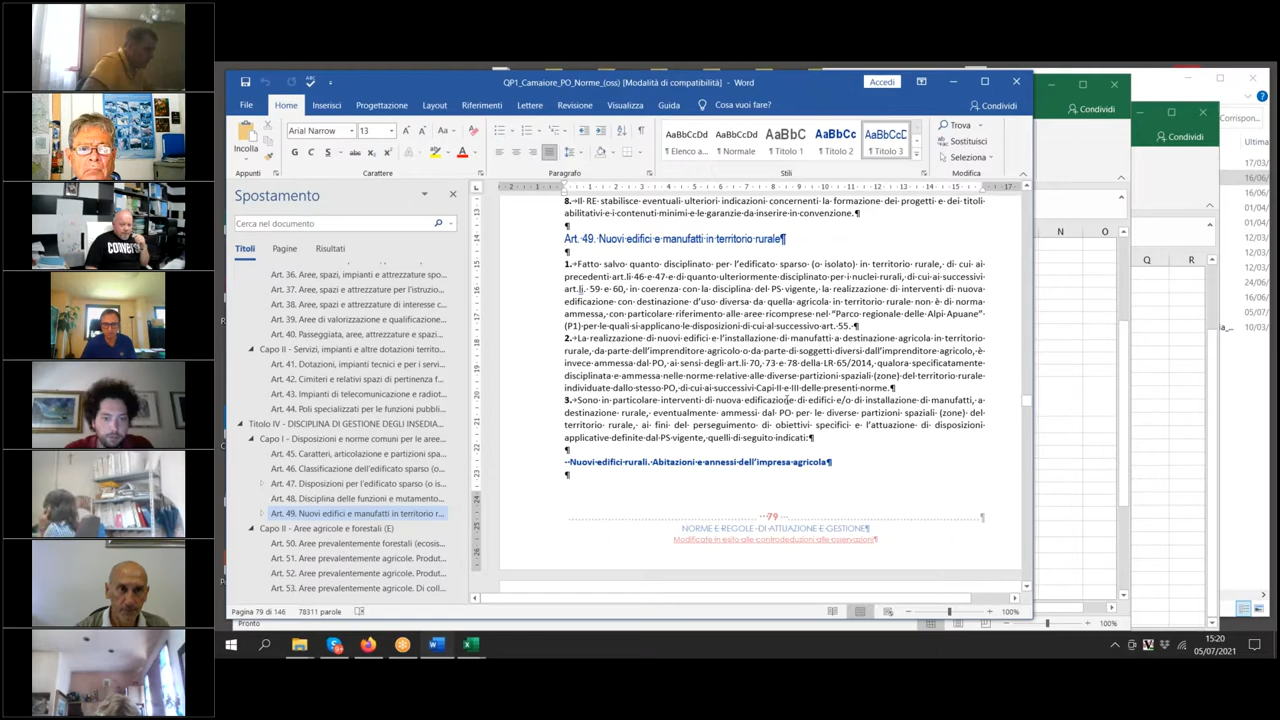 QP1_Camaiore_PO_Norme_(oss) [Modalità di compatibilità] - Word
Accedi
File Home Inserisci Progettazione Layout Riferimenti Lettere Revisione Visualizza Guida Cosa vuoi fare? Condividi
Condividi
Condividi
Incolla
Arial Narrow 13
Aa
G C S abc x₂ x²
AaBbCcDd AaBbCcDd AaBbC AaBbCc AaBbCcD
¶ Elenco a... ¶ Normale ¶ Titolo 1 ¶ Titolo 2 ¶ Titolo 3
Trova
Sostituisci
Seleziona
Appunti Carattere Paragrafo Stili Modifica
Spostamento
Cerca nel documento
Titoli Pagine Risultati
Art. 36. Aree, spazi, impianti e attrezzature spo...
Art. 37. Aree, spazi e attrezzature per l'istruzio...
Art. 38. Aree, spazi e attrezzature di interesse c...
Art. 39. Aree di valorizzazione e qualificazione ...
Art. 40. Passeggiata, aree, attrezzature e spazi...
Capo II - Servizi, impianti e altre dotazioni territo...
Art. 41. Dotazioni, impianti tecnici e per i servi...
Art. 42. Cimiteri e relativi spazi di pertinenza f...
Art. 43. Impianti di telecomunicazione e radiot...
Art. 44. Poli specializzati per le funzioni pubbl...
Titolo IV - DISCIPLINA DI GESTIONE DEGLI INSEDIA...
Capo I - Disposizioni e norme comuni per le aree...
Art. 45. Caratteri, articolazione e partizioni spa...
Art. 46. Classificazione dell'edificato sparso (o ...
Art. 47. Disposizioni per l'edificato sparso (o is...
Art. 48. Disciplina delle funzioni e mutamento...
Art. 49. Nuovi edifici e manufatti in territorio r...
Capo II - Aree agricole e forestali (E)
Art. 50. Aree prevalentemente forestali (ecosis...
Art. 51. Aree prevalentemente agricole. Produt...
Art. 52. Aree prevalentemente agricole. Produt...
Art. 53. Aree prevalentemente agricole. Di coll...
8. Il RE stabilisce eventuali ulteriori indicazioni concernenti la formazione dei progetti e dei titoli
abilitativi e i contenuti minimi e le garanzie da inserire in convenzione.¶
¶
Art. 49. Nuovi edifici e manufatti in territorio rurale¶
¶
1. Fatto salvo quanto disciplinato per l'edificato sparso (o isolato) in territorio rurale, di cui ai
precedenti art.li 46 e 47 e di quanto ulteriormente disciplinato per i nuclei rurali, di cui ai successivi
art.li. 59 e 60, in coerenza con la disciplina del PS vigente, la realizzazione di interventi di nuova
edificazione con destinazione d'uso diversa da quella agricola in territorio rurale non è di norma
ammessa, con particolare riferimento alle aree ricomprese nel "Parco regionale delle Alpi Apuane"
(P1) per le quali si applicano le disposizioni di cui al successivo art. 55.¶
2. La realizzazione di nuovi edifici e l'installazione di manufatti a destinazione agricola in territorio
rurale, da parte dell'imprenditore agricolo o da parte di soggetti diversi dall'imprenditore agricolo, è
invece ammessa dal PO, ai sensi degli art.li 70, 73 e 78 della LR 65/2014, qualora specificatamente
disciplinata e ammessa nelle norme relative alle diverse partizioni spaziali (zone) del territorio rurale
individuate dallo stesso PO, di cui ai successivi Capi II e III delle presenti norme.¶
3. Sono in particolare interventi di nuova edificazione di edifici e/o di installazione di manufatti, a
destinazione rurale, eventualmente ammessi dal PO per le diverse partizioni spaziali (zone) del
territorio rurale, ai fini del perseguimento di obiettivi specifici e l'attuazione di disposizioni
applicative definite dal PS vigente, quelli di seguito indicati:¶
¶
- Nuovi edifici rurali. Abitazioni e annessi dell'impresa agricola¶
¶
79
NORME E REGOLE DI ATTUAZIONE E GESTIONE¶
Modificate in esito alle controdeduzioni alle osservazioni¶
Pagina 79 di 146 78311 parole 100%
Pronto 100%
N O
Q R
Corrispon...
Ultima
17/03/
16/06/
15:20
05/07/2021
CONVERS